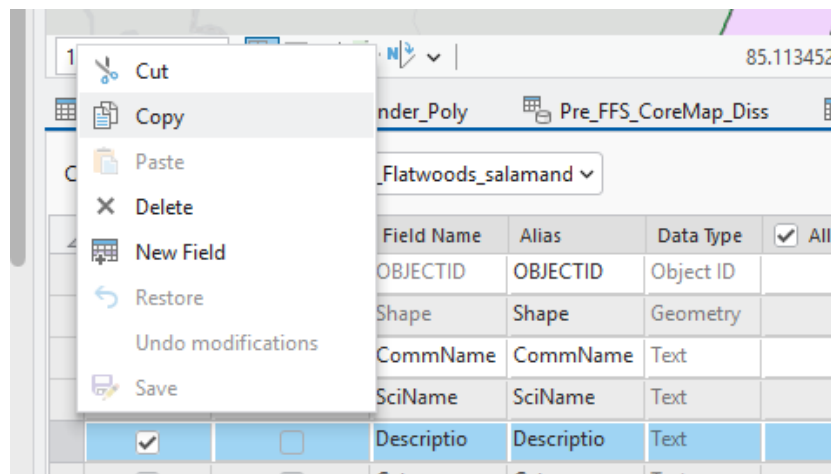 1
85.113452
nder_Poly
Pre_FFS_CoreMap_Diss
C
_Flatwoods_salamand
Cut
Copy
Paste
Delete
New Field
Restore
Undo modifications
Save
Field Name Alias Data Type All
OBJECTID OBJECTID Object ID
Shape Shape Geometry
CommName CommName Text
SciName SciName Text
Descriptio Descriptio Text